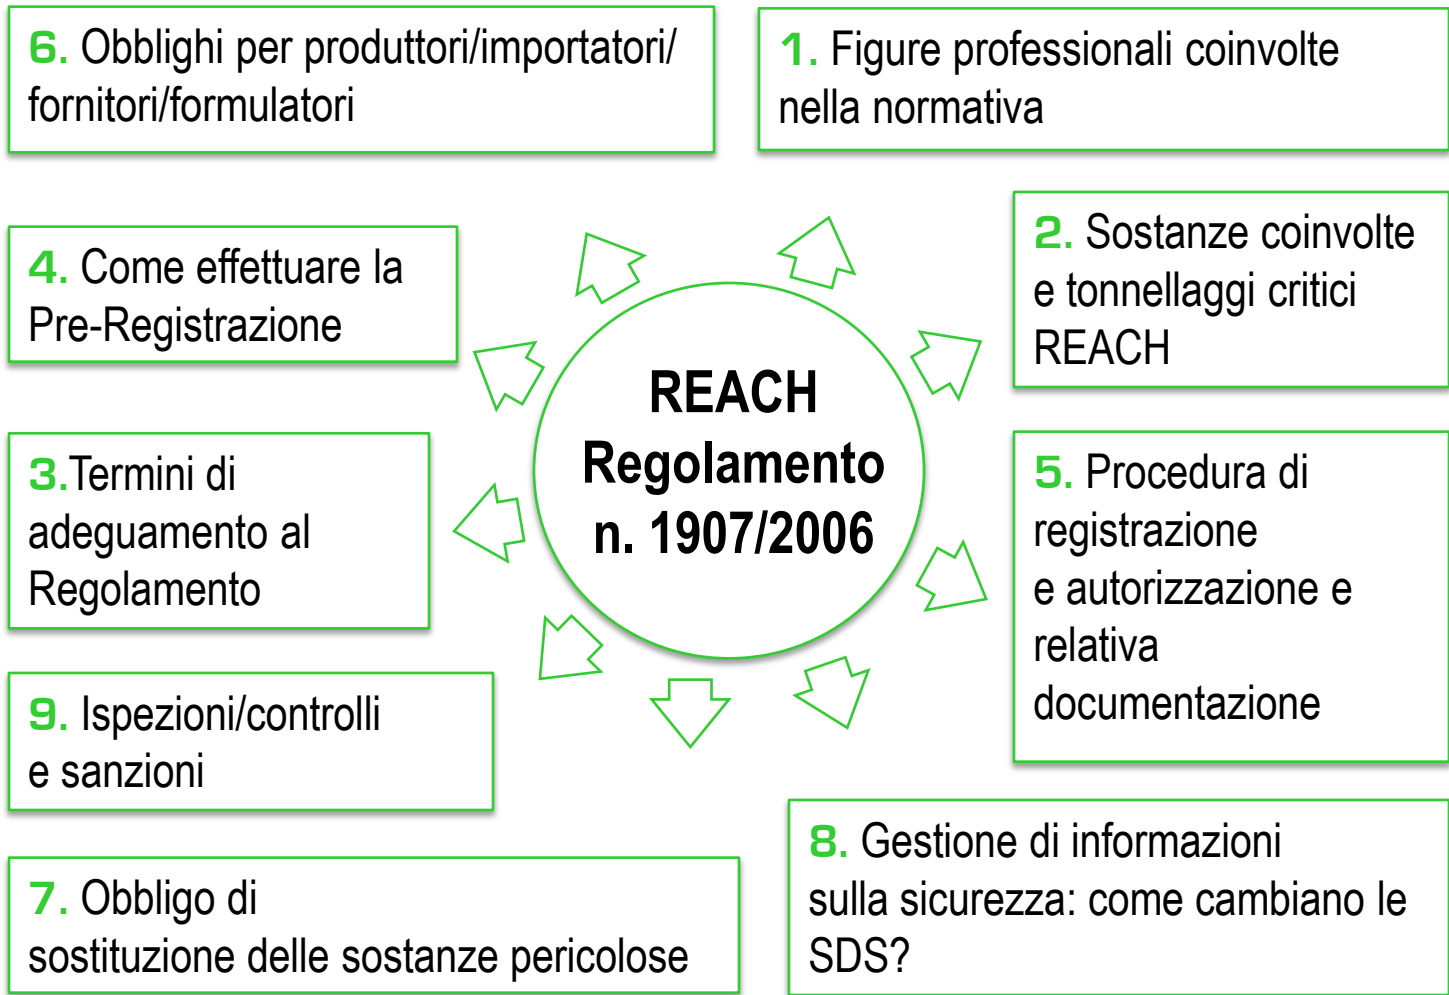 6. Obblighi per produttori/importatori/
fornitori/formulatori
1. Figure professionali coinvolte
nella normativa
4. Come effettuare la
Pre-Registrazione
2. Sostanze coinvolte
e tonnellaggi critici
REACH
REACH
Regolamento
n. 1907/2006
3.Termini di
adeguamento al
Regolamento
5. Procedura di
registrazione
e autorizzazione e
relativa
documentazione
9. Ispezioni/controlli
e sanzioni
8. Gestione di informazioni
sulla sicurezza: come cambiano le
SDS?
7. Obbligo di
sostituzione delle sostanze pericolose